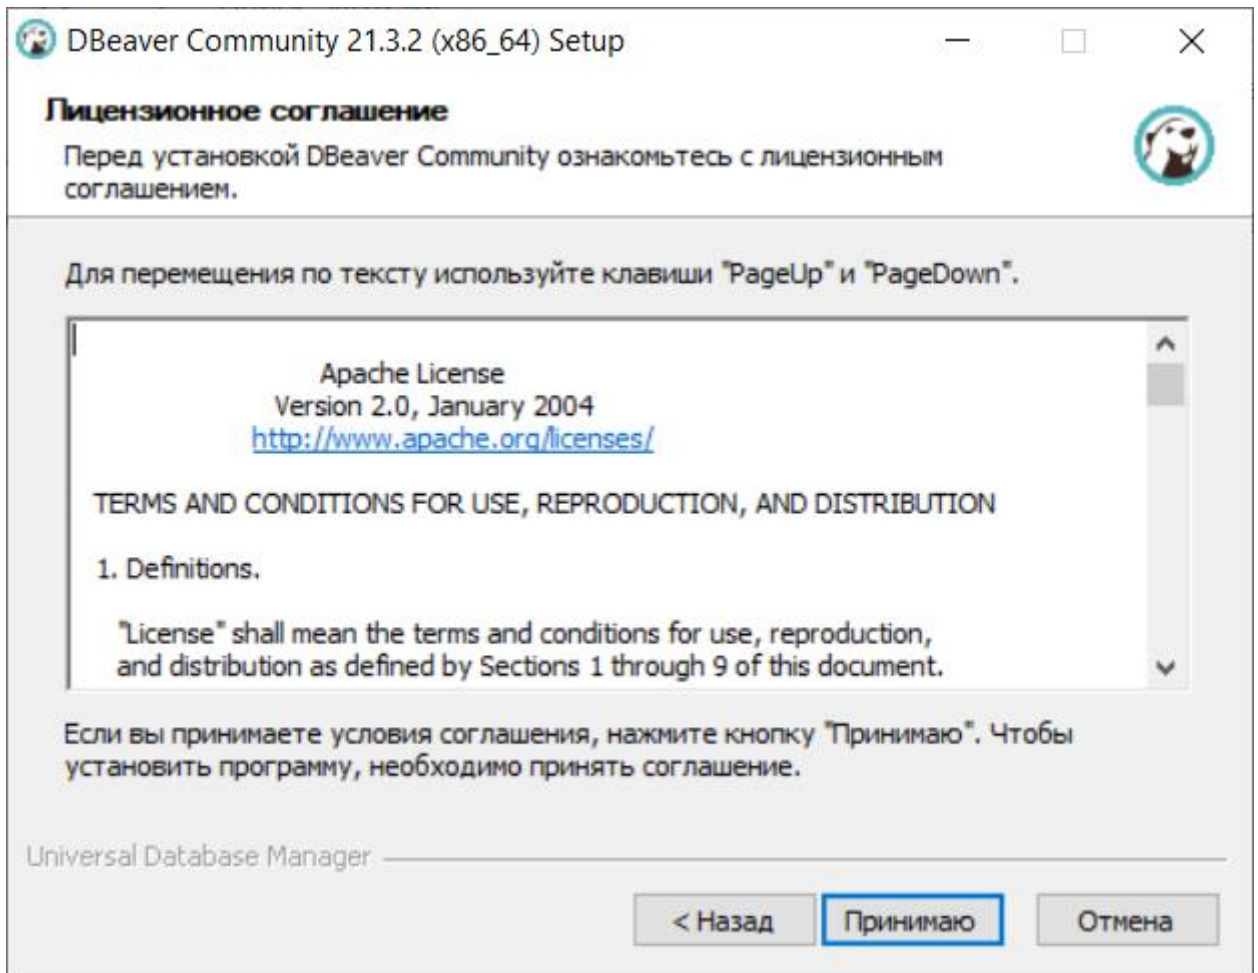 DBeaver Community 21.3.2 (x86_64) Setup
Лицензионное соглашение
Перед установкой DBeaver Community ознакомьтесь с лицензионным
соглашением.
Для перемещения по тексту используйте клавиши "PageUp" и "PageDown".
Apache License
Version 2.0, January 2004
http://www.apache.org/licenses/
TERMS AND CONDITIONS FOR USE, REPRODUCTION, AND DISTRIBUTION
1. Definitions.
"License" shall mean the terms and conditions for use, reproduction,
and distribution as defined by Sections 1 through 9 of this document.
Если вы принимаете условия соглашения, нажмите кнопку "Принимаю". Чтобы
установить программу, необходимо принять соглашение.
Universal Database Manager
< Назад Принимаю Отмена